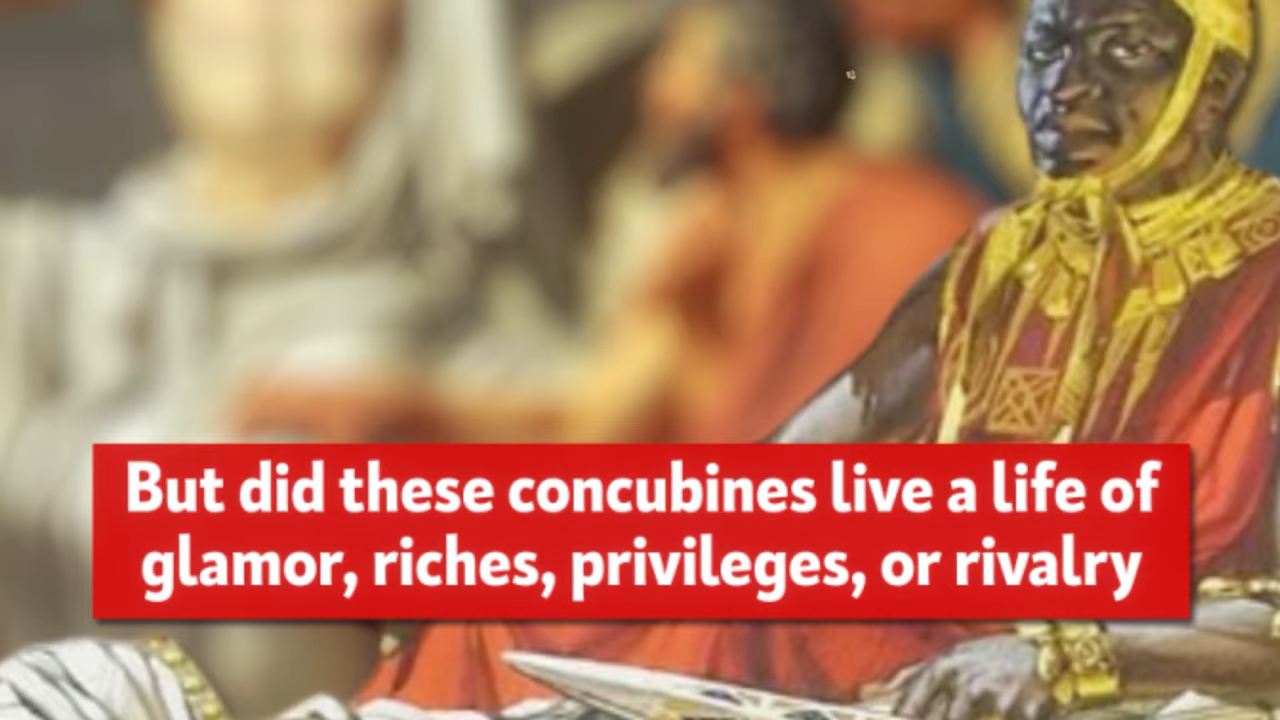 But did these concubines live a life of
glamor, riches, privileges, or rivalry